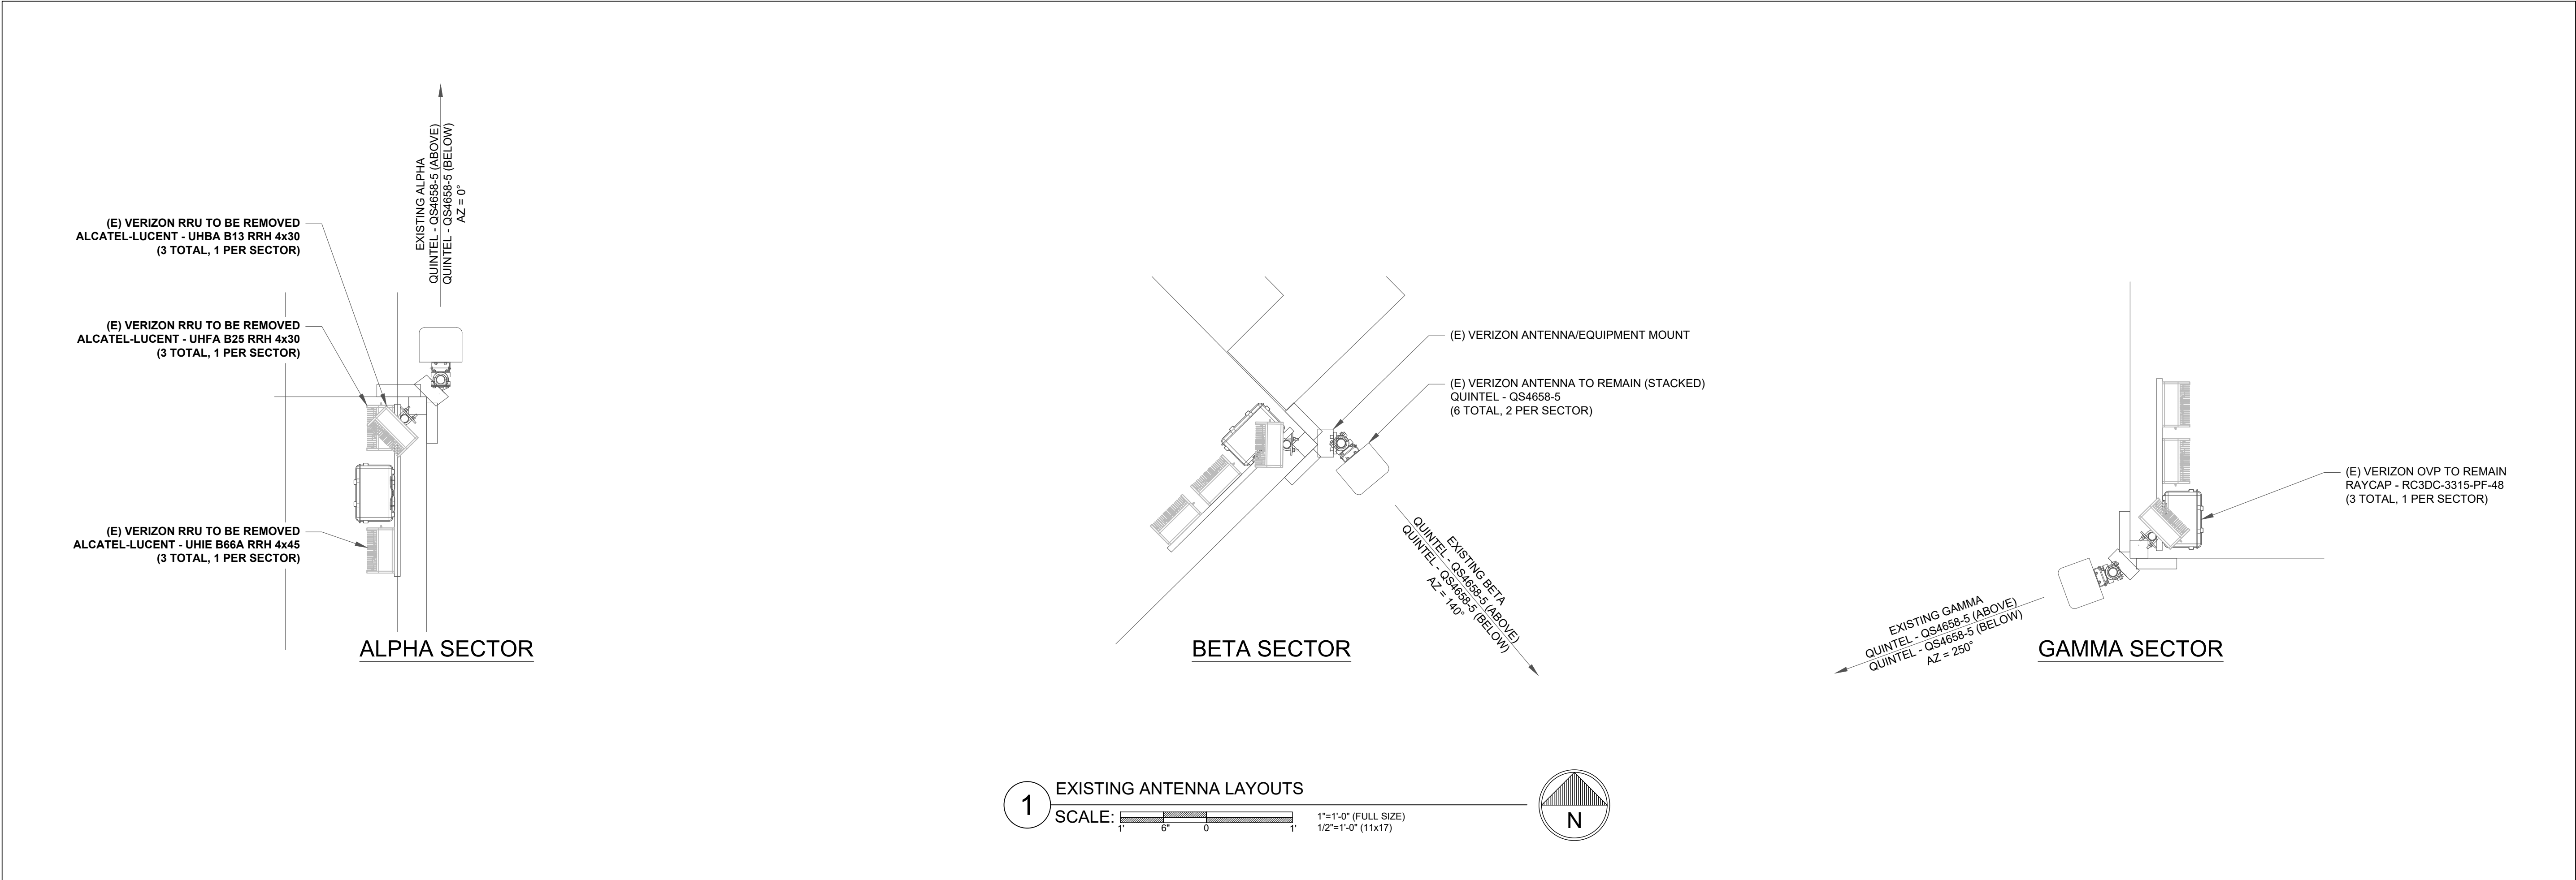 EXISTING ALPHA
QUINTEL - QS4658-5 (ABOVE)
QUINTEL - QS4658-5 (BELOW)
AZ = 0°
(E) VERIZON RRU TO BE REMOVED
ALCATEL-LUCENT - UHBA B13 RRH 4x30
(3 TOTAL, 1 PER SECTOR)
(E) VERIZON RRU TO BE REMOVED
ALCATEL-LUCENT - UHFA B25 RRH 4x30
(3 TOTAL, 1 PER SECTOR)
(E) VERIZON RRU TO BE REMOVED
ALCATEL-LUCENT - UHIE B66A RRH 4x45
(3 TOTAL, 1 PER SECTOR)
ALPHA SECTOR
(E) VERIZON ANTENNA/EQUIPMENT MOUNT
(E) VERIZON ANTENNA TO REMAIN (STACKED)
QUINTEL - QS4658-5
(6 TOTAL, 2 PER SECTOR)
EXISTING BETA
QUINTEL - QS4658-5 (ABOVE)
QUINTEL - QS4658-5 (BELOW)
AZ = 140°
BETA SECTOR
(E) VERIZON OVP TO REMAIN
RAYCAP - RC3DC-3315-PF-48
(3 TOTAL, 1 PER SECTOR)
EXISTING GAMMA
QUINTEL - QS4658-5 (ABOVE)
QUINTEL - QS4658-5 (BELOW)
AZ = 250°
GAMMA SECTOR
1
EXISTING ANTENNA LAYOUTS
SCALE:
1' 6" 0 1'
1"=1'-0" (FULL SIZE)
1/2"=1'-0" (11x17)
N